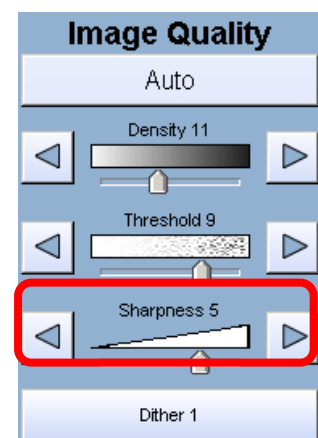 Image Quality
Auto
Density 11
Threshold 9
Sharpness 5
Dither 1